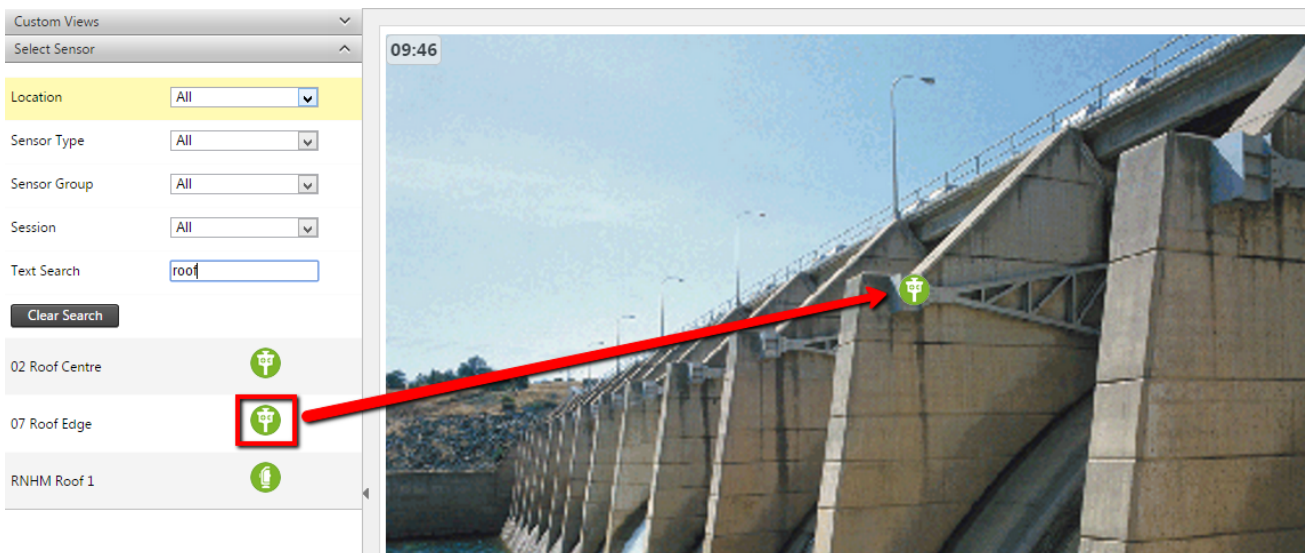 Custom Views
Select Sensor
09:46
Location All
Sensor Type All
Sensor Group All
Session All
Text Search roof
Clear Search
02 Roof Centre
07 Roof Edge
RNHM Roof 1